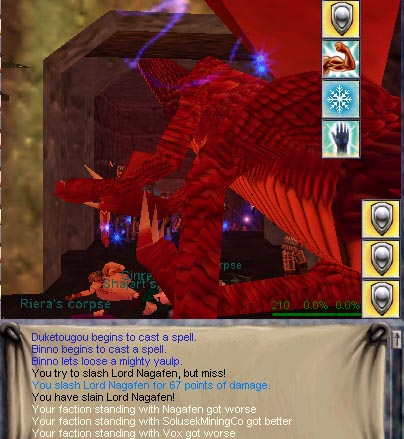 corpse
Sinre
Shajart's
Riera's corpse
210 0.0% 0.0%
Duketougou begins to cast a spell.
Binno begins to cast a spell.
Binno lets loose a mighty yaulp.
You try to slash Lord Nagafen, but miss!
You slash Lord Nagafen for 67 points of damage.
You have slain Lord Nagafen!
Your faction standing with Nagafen got worse
Your faction standing with SolusekMiningCo got better
Your faction standing with Vox got worse